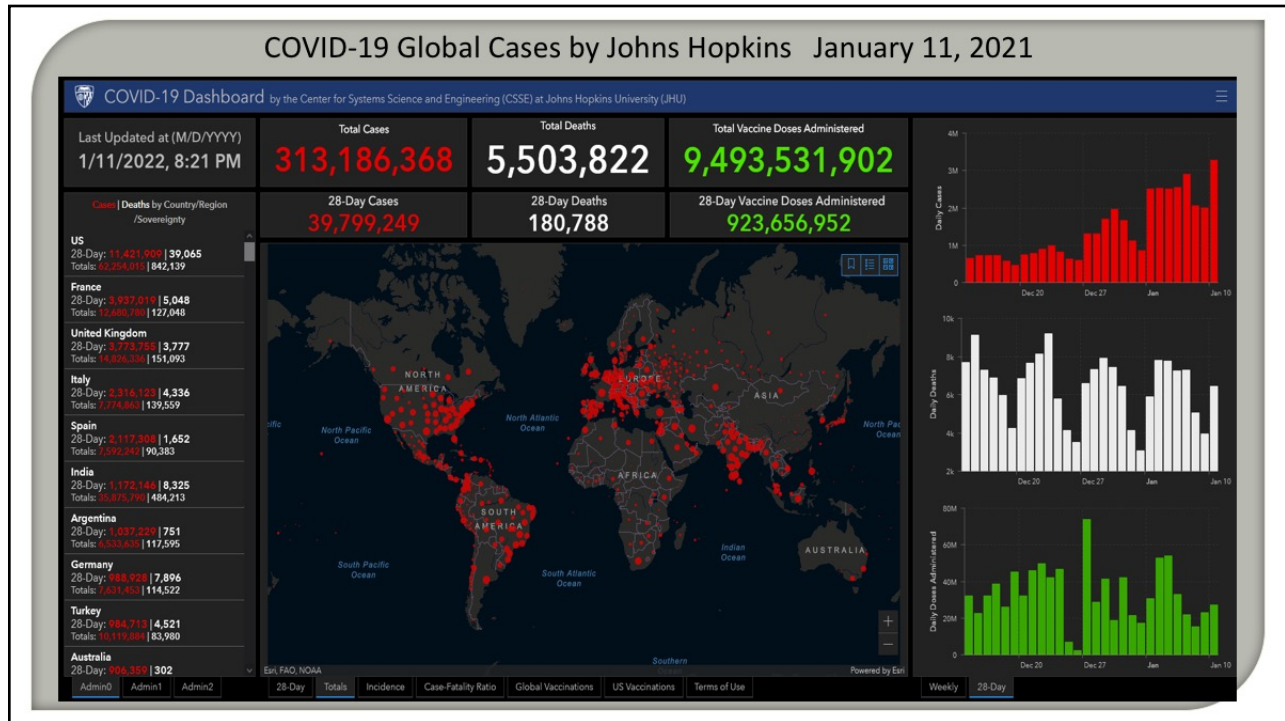 COVID-19 Global Cases by Johns Hopkins January 11, 2021
COVID-19 Dashboard by the Center for Systems Science and Engineering (CSSE) at Johns Hopkins University (JHU)
Last Updated at (M/D/YYYY)
1/11/2022, 8:21 PM
Cases | Deaths by Country/Region
/Sovereignty
US
28-Day: 11,421,909 | 39,065
Totals: 62,254,015 | 842,139
France
28-Day: 3,937,019 | 5,048
Totals: 12,680,780 | 127,048
United Kingdom
28-Day: 3,773,755 | 3,777
Totals: 14,826,336 | 151,093
Italy
28-Day: 2,316,123 | 4,336
Totals: 7,774,863 | 139,559
Spain
28-Day: 2,117,308 | 1,652
Totals: 7,592,242 | 90,383
India
28-Day: 1,172,146 | 8,325
Totals: 35,875,790 | 484,213
Argentina
28-Day: 1,037,229 | 751
Totals: 6,533,635 | 117,595
Germany
28-Day: 988,928 | 7,896
Totals: 7,631,453 | 114,522
Turkey
28-Day: 984,713 | 4,521
Totals: 10,119,884 | 83,980
Australia
28-Day: 906,359 | 302
Admin0 Admin1 Admin2
Total Cases
313,186,368
Total Deaths
5,503,822
Total Vaccine Doses Administered
9,493,531,902
28-Day Cases
39,799,249
28-Day Deaths
180,788
28-Day Vaccine Doses Administered
923,656,952
NORTH
AMERICA
EUROPE
ASIA
North Atlantic
Ocean
North Pacific
Ocean
North Pac
Ocean
cific
AFRICA
SOUTH
AMERICA
Indian
Ocean
AUSTRALIA
South Pacific
Ocean
South Atlantic
Ocean
Southern
Esri, FAO, NOAA
Powered by Esri
28-Day Totals Incidence Case-Fatality Ratio Global Vaccinations US Vaccinations Terms of Use
Daily Cases
4M
3M
2M
1M
0
Dec 20 Dec 27 Jan Jan 10
Daily Deaths
10k
8k
6k
4k
2k
Dec 20 Dec 27 Jan Jan 10
Daily Doses Administered
80M
60M
40M
20M
0
Dec 20 Dec 27 Jan Jan 10
Weekly 28-Day